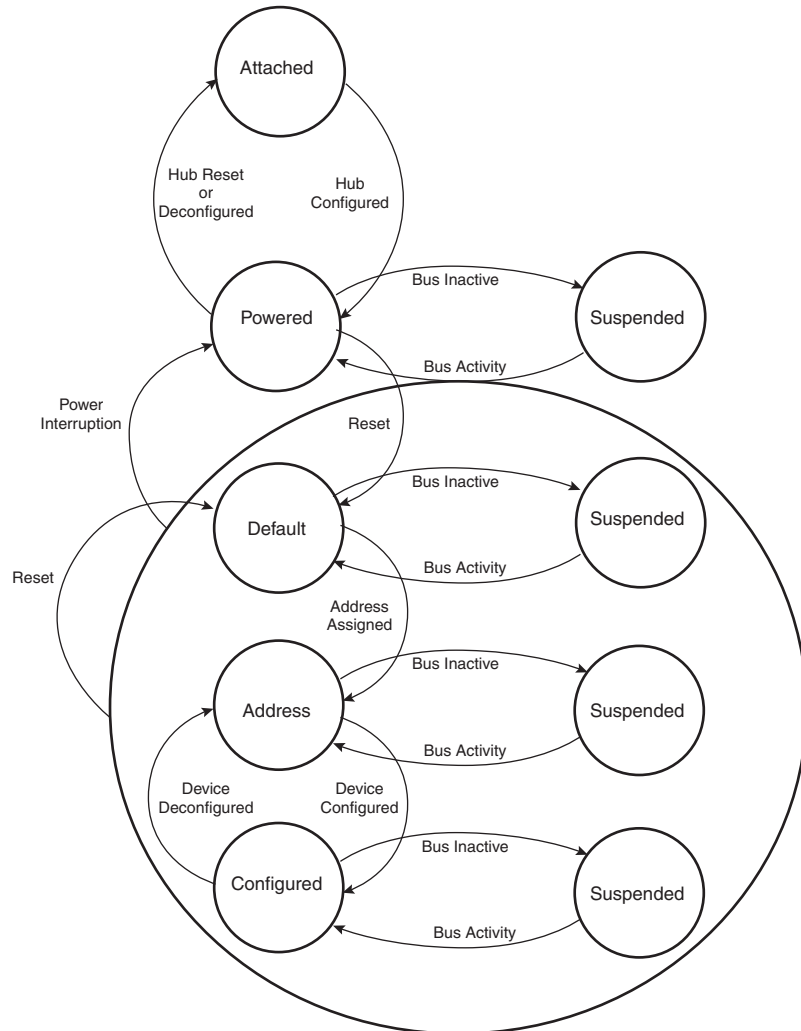 Attached
Hub Reset
or
Deconfigured
Hub
Configured
Bus Inactive
Powered
Suspended
Bus Activity
Power
Interruption
Reset
Bus Inactive
Default
Suspended
Bus Activity
Reset
Address
Assigned
Bus Inactive
Address
Suspended
Bus Activity
Device
Deconfigured
Device
Configured
Bus Inactive
Configured
Suspended
Bus Activity